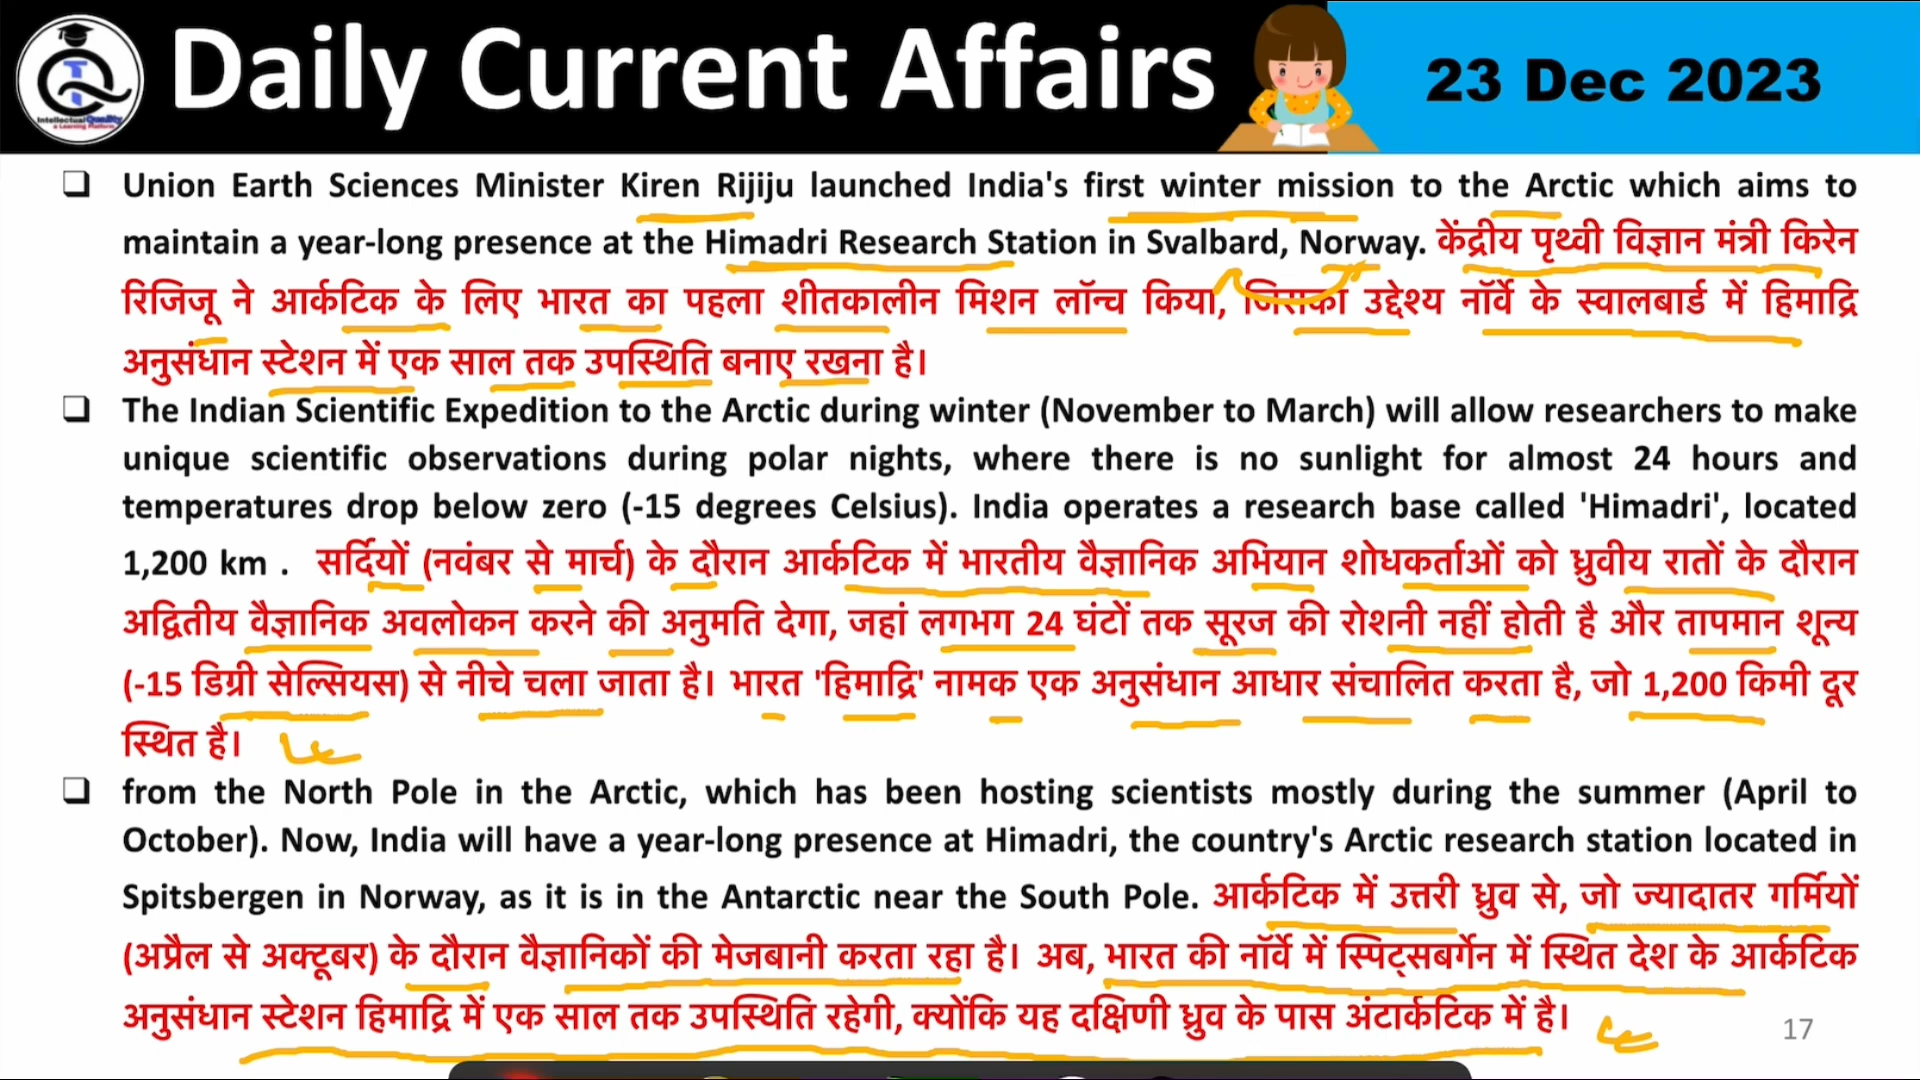 Daily Current Affairs
23 Dec 2023
Intellectual Quality
a Learning Platform
Union Earth Sciences Minister Kiren Rijiju launched India's first winter mission to the Arctic which aims to
maintain a year-long presence at the Himadri Research Station in Svalbard, Norway. केंद्रीय पृथ्वी विज्ञान मंत्री किरेन
रिजिजू ने आर्कटिक के लिए भारत का पहला शीतकालीन मिशन लॉन्च किया, जिसका उद्देश्य नॉर्वे के स्वालबार्ड में हिमाद्रि
अनुसंधान स्टेशन में एक साल तक उपस्थिति बनाए रखना है।
The Indian Scientific Expedition to the Arctic during winter (November to March) will allow researchers to make
unique scientific observations during polar nights, where there is no sunlight for almost 24 hours and
temperatures drop below zero (-15 degrees Celsius). India operates a research base called 'Himadri', located
1,200 km . सर्दियों (नवंबर से मार्च) के दौरान आर्कटिक में भारतीय वैज्ञानिक अभियान शोधकर्ताओं को ध्रुवीय रातों के दौरान
अद्वितीय वैज्ञानिक अवलोकन करने की अनुमति देगा, जहां लगभग 24 घंटों तक सूरज की रोशनी नहीं होती है और तापमान शून्य
(-15 डिग्री सेल्सियस) से नीचे चला जाता है। भारत 'हिमाद्रि' नामक एक अनुसंधान आधार संचालित करता है, जो 1,200 किमी दूर
स्थित है।
from the North Pole in the Arctic, which has been hosting scientists mostly during the summer (April to
October). Now, India will have a year-long presence at Himadri, the country's Arctic research station located in
Spitsbergen in Norway, as it is in the Antarctic near the South Pole. आर्कटिक में उत्तरी ध्रुव से, जो ज्यादातर गर्मियों
(अप्रैल से अक्टूबर) के दौरान वैज्ञानिकों की मेजबानी करता रहा है। अब, भारत की नॉर्वे में स्पिट्सबर्गेन में स्थित देश के आर्कटिक
अनुसंधान स्टेशन हिमाद्रि में एक साल तक उपस्थिति रहेगी, क्योंकि यह दक्षिणी ध्रुव के पास अंटार्कटिक में है।
17